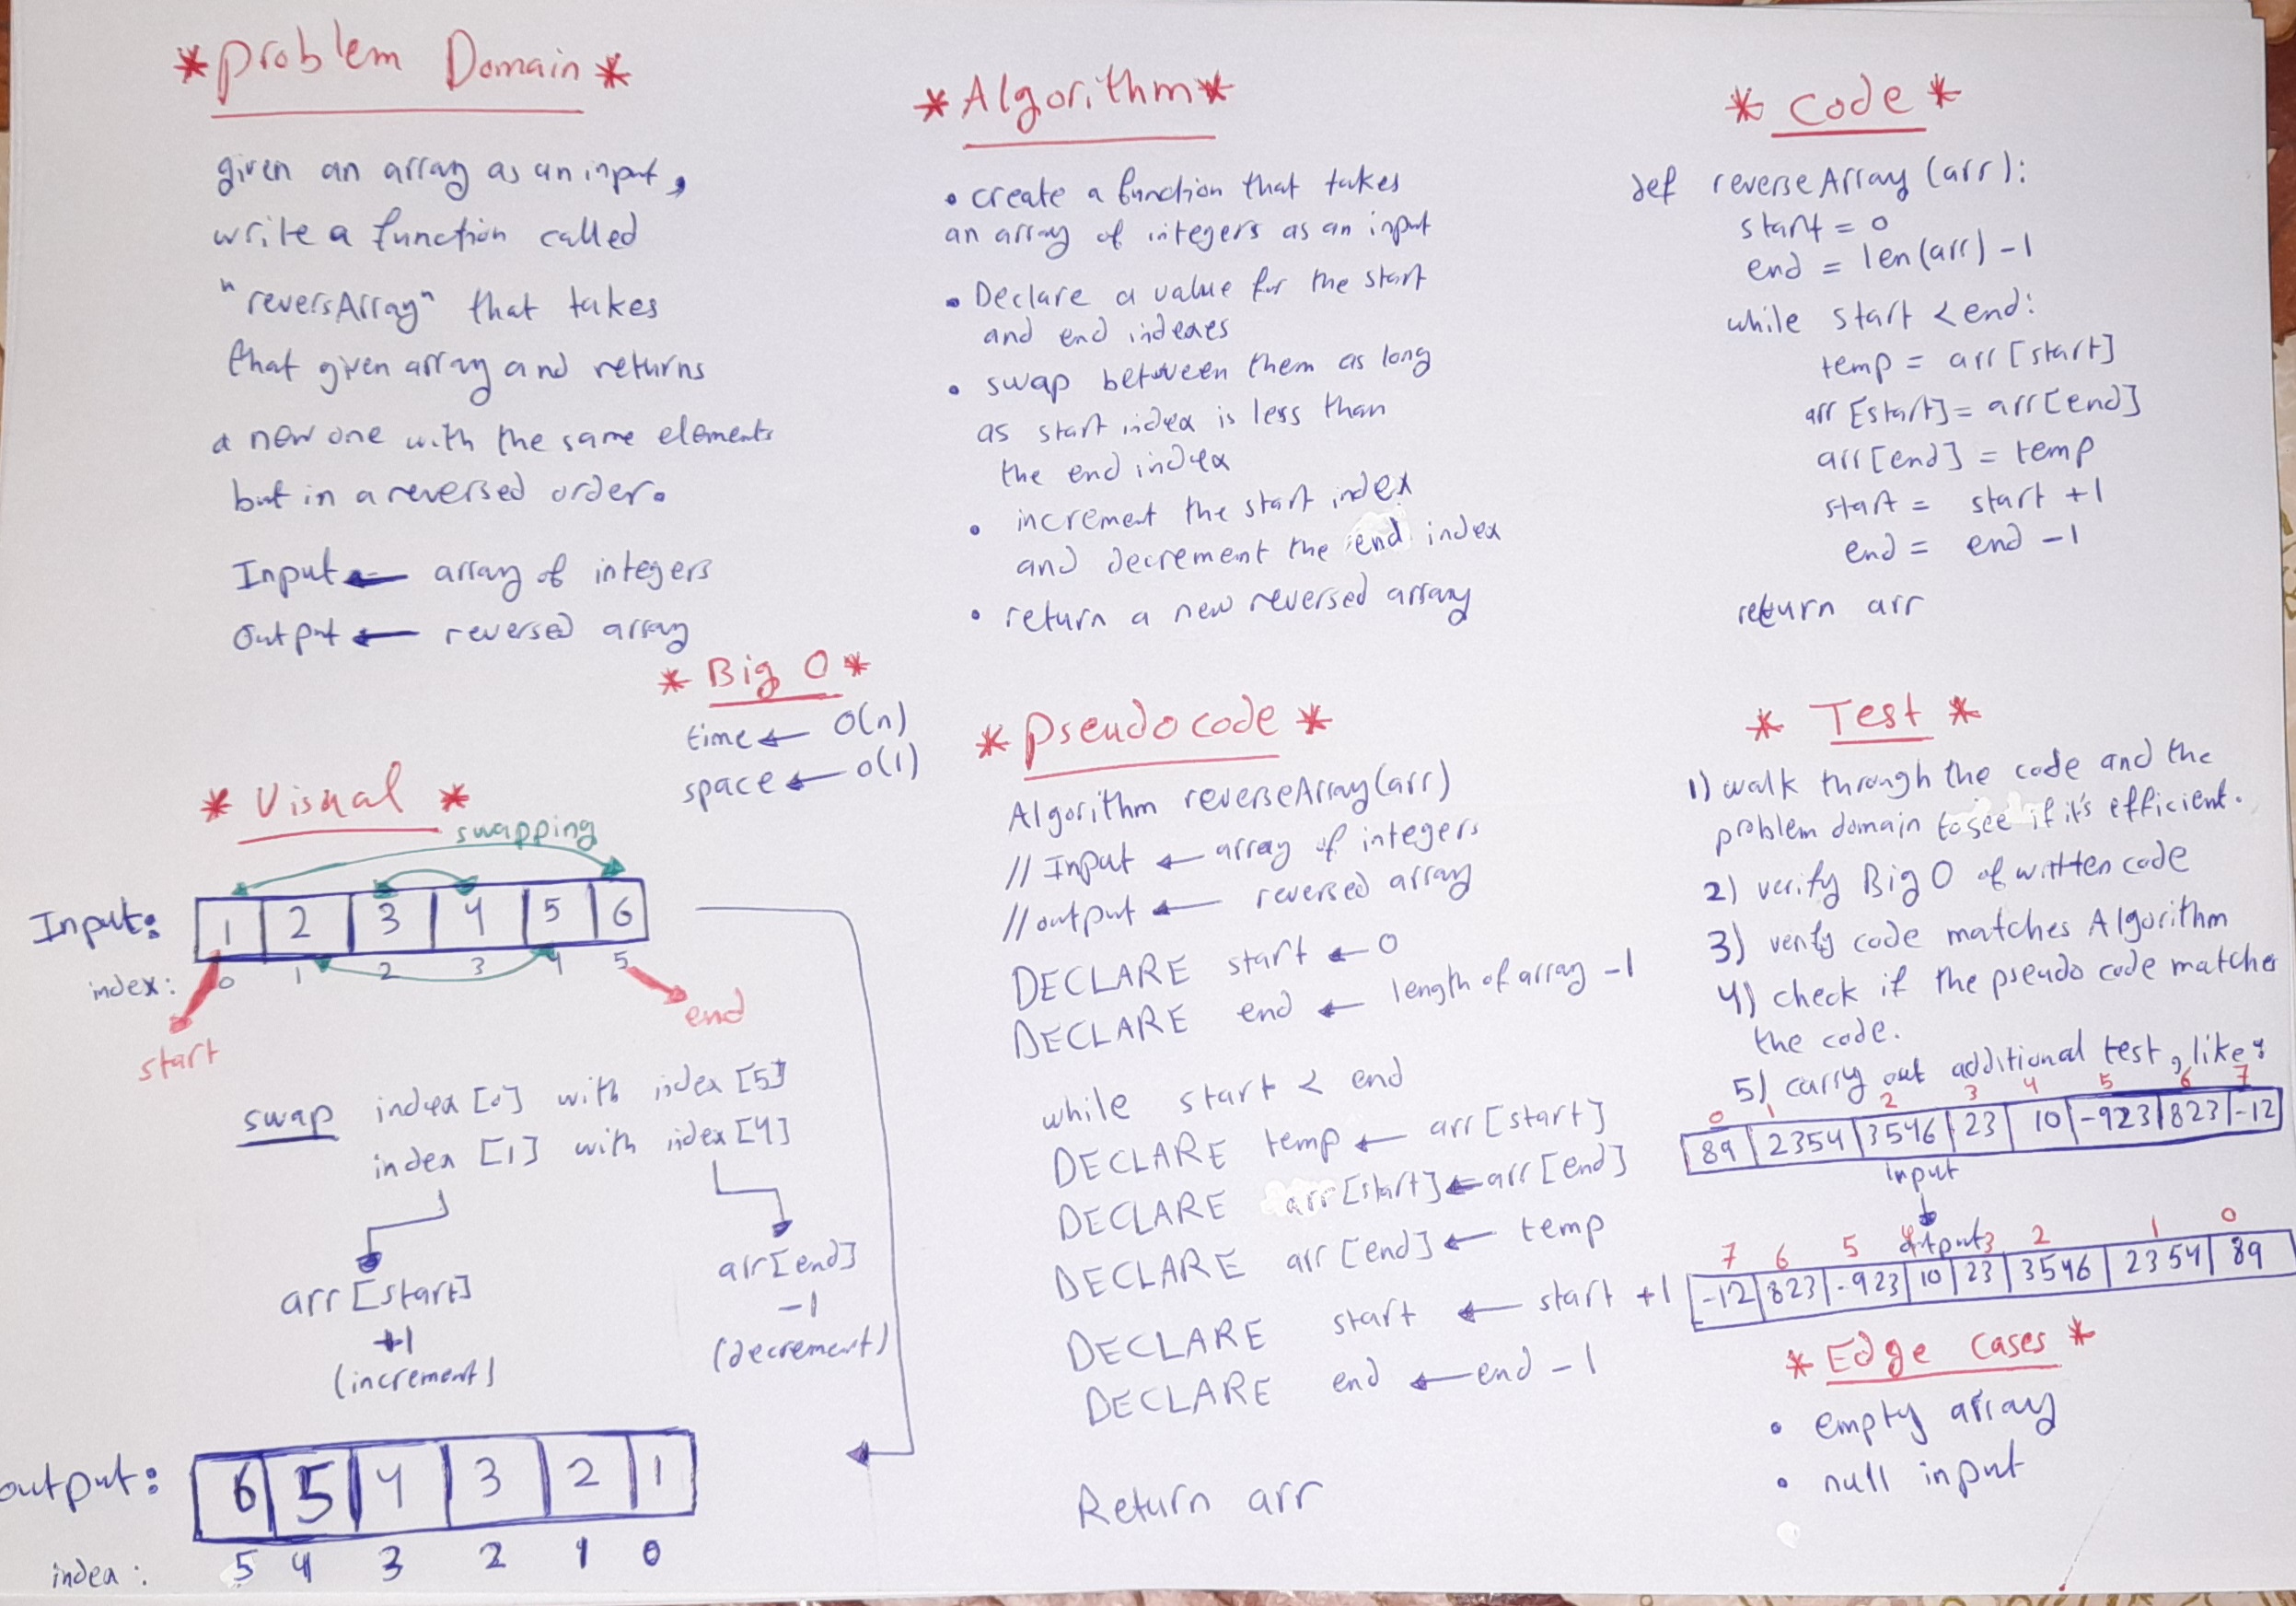 *Problem Domain*
given an array as an input,
write a function called
"reversArray" that takes
that given array and returns
a new one with the same elements
but in a reversed order.
Input ← array of integers
Output ← reversed array
* Big O *
time ← O(n)
space ← O(1)
* Visual *
swapping
Input: 1 2 3 4 5 6
index: 0 1 2 3 4 5
start
end
swap index [0] with index [5]
index [1] with index [4]
arr [start]
+1
(increment)
arr[end]
-1
(decrement)
output: 6 5 4 3 2 1
index: 5 4 3 2 1 0
*Algorithm*
• create a function that takes
an array of integers as an input
• Declare a value for the start
and end indexes
• swap between them as long
as start index is less than
the end index
• increment the start index
and decrement the end index
• return a new reversed array
*Pseudo code *
Algorithm reverseArray(arr)
// Input ← array of integers
// output ← reversed array
DECLARE start ← 0
DECLARE end ← length of array -1
while start < end
DECLARE temp ← arr [start]
DECLARE arr [start] ← arr [end]
DECLARE arr [end] ← temp
DECLARE start ← start +1
DECLARE end ← end -1
Return arr
* Code *
def reverseArray (arr):
start = 0
end = len(arr) -1
while start < end:
temp = arr [start]
arr [start] = arr [end]
arr [end] = temp
start = start +1
end = end -1
return arr
* Test *
1) walk through the code and the
problem domain to see if it's efficient.
2) verify Big O of written code
3) verify code matches Algorithm
4) check if the pseudo code matches
the code.
5) carry out additional test, like:
0 1 2 3 4 5 6 7
89 2354 3546 23 10 -923 823 -12
input
output
7 6 5 4 3 2 1 0
-12 823 -923 10 23 3546 2354 89
* Edge Cases *
• empty array
• null input